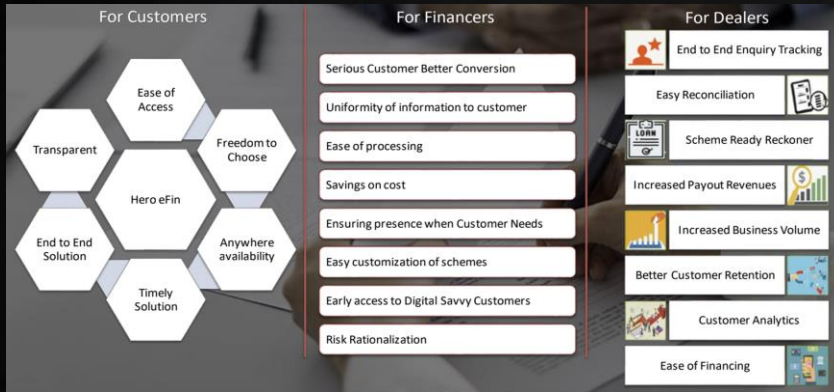 For Customers
Ease of
Access
Transparent
Freedom to
Choose
Hero eFin
End to End
Solution
Anywhere
availability
Timely
Solution
For Financers
Serious Customer Better Conversion
Uniformity of information to customer
Ease of processing
Savings on cost
Ensuring presence when Customer Needs
Easy customization of schemes
Early access to Digital Savvy Customers
Risk Rationalization
For Dealers
End to End Enquiry Tracking
Easy Reconciliation
LOAN
Scheme Ready Reckoner
Increased Payout Revenues
$
Increased Business Volume
Better Customer Retention
Customer Analytics
Ease of Financing